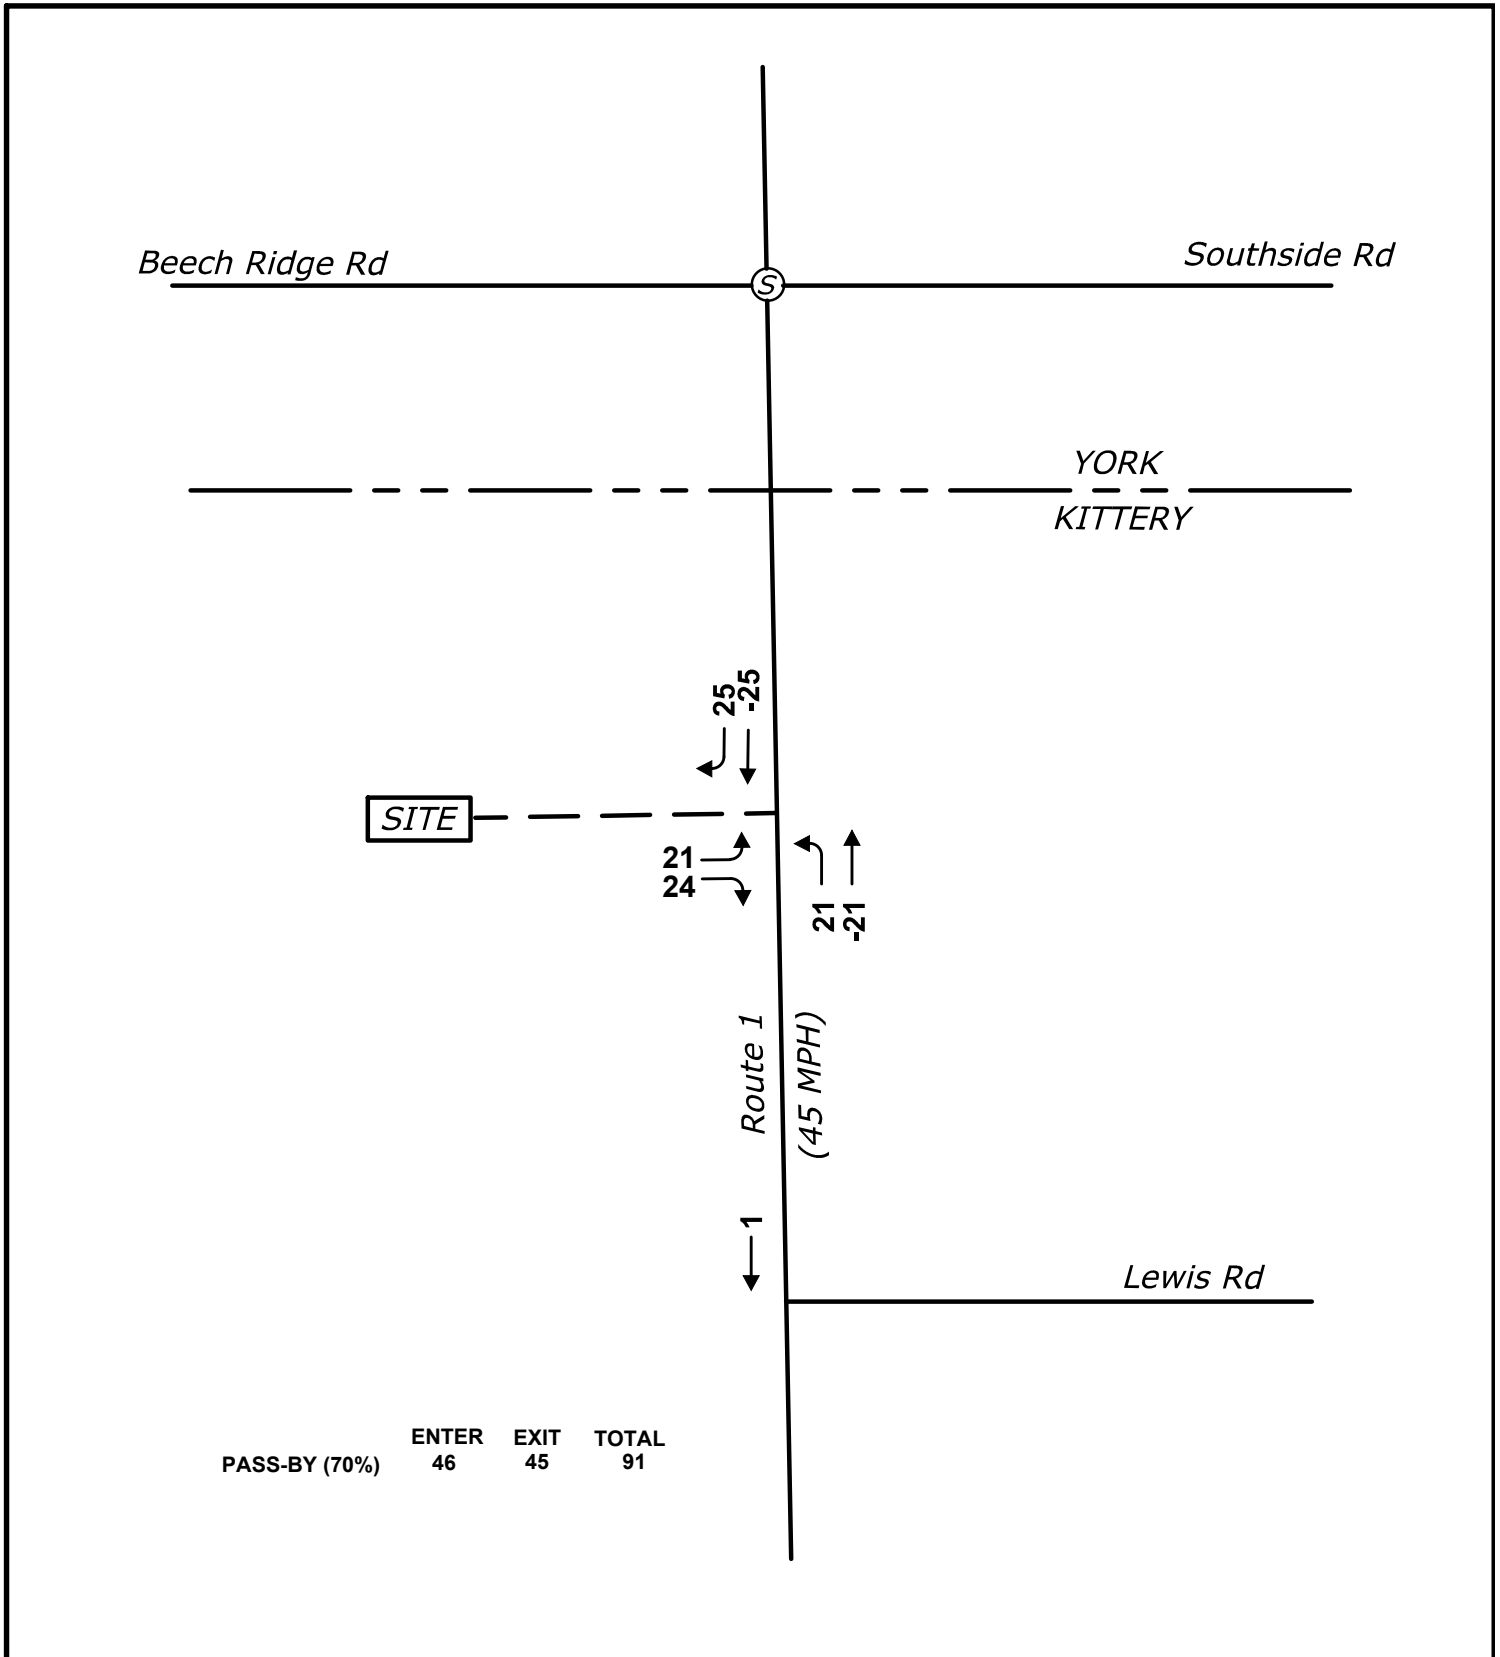 Beech Ridge Rd
Southside Rd
S
YORK
KITTERY
25
-25
SITE
21
24
21
-21
Route 1
(45 MPH)
1
Lewis Rd
ENTER EXIT TOTAL
PASS-BY (70%) 46 45 91